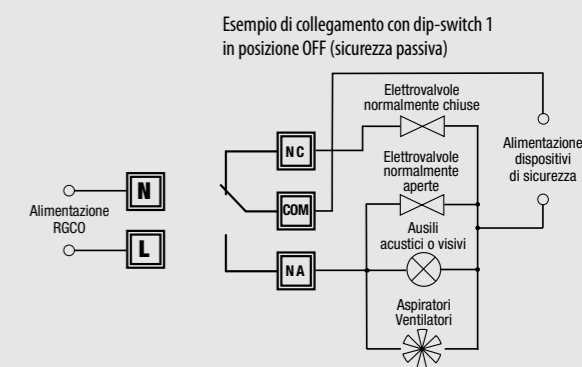 Esempio di collegamento con dip-switch 1
in posizione OFF (sicurezza passiva)
Elettrovalvole
normalmente chiuse
NC
Elettrovalvole
normalmente
aperte
Alimentazione
dispositivi
di sicurezza
N
COM
Alimentazione
RGCO
Ausili
acustici o visivi
L
NA
Aspiratori
Ventilatori